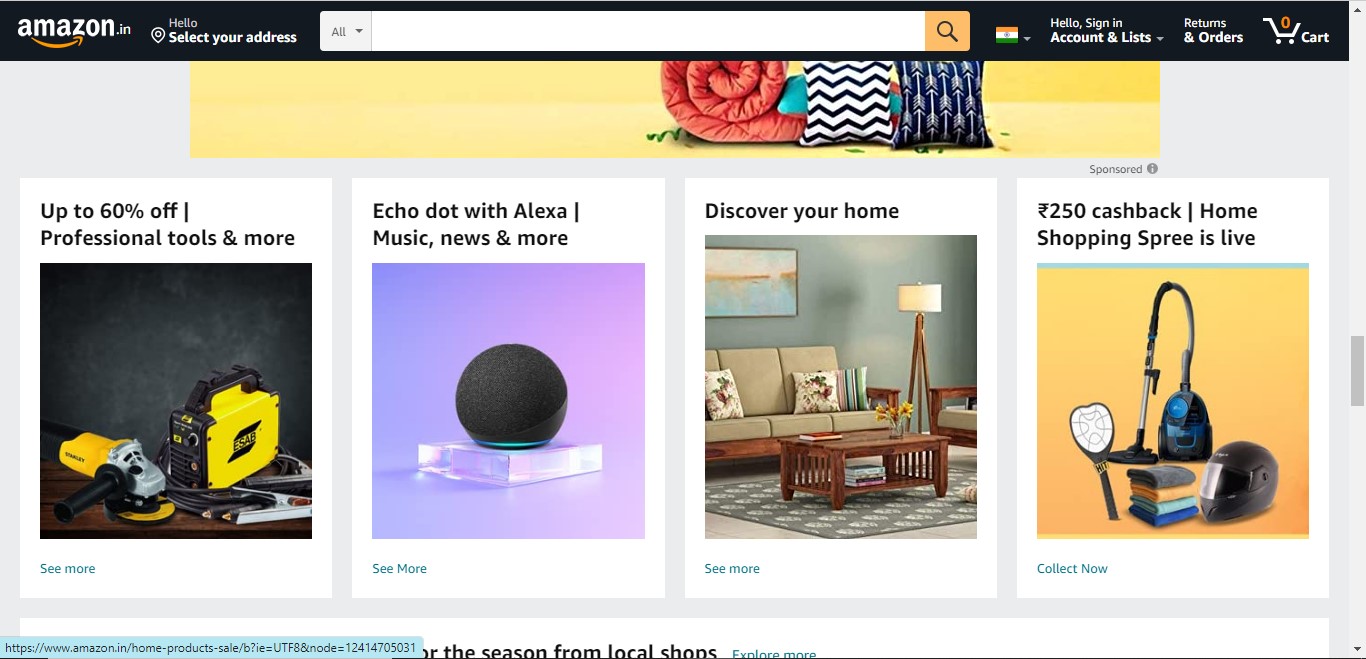 amazon.in
Hello
Select your address
All
Hello, Sign in
Account & Lists
Returns
& Orders
0
Cart
Sponsored
Up to 60% off |
Professional tools & more
Echo dot with Alexa |
Music, news & more
Discover your home
₹250 cashback | Home
Shopping Spree is live
STANLEY
ESAB
See more
See More
See more
Collect Now
https://www.amazon.in/home-products-sale/b?ie=UTF8&node=12414705031
or the season from local shops
Explore more